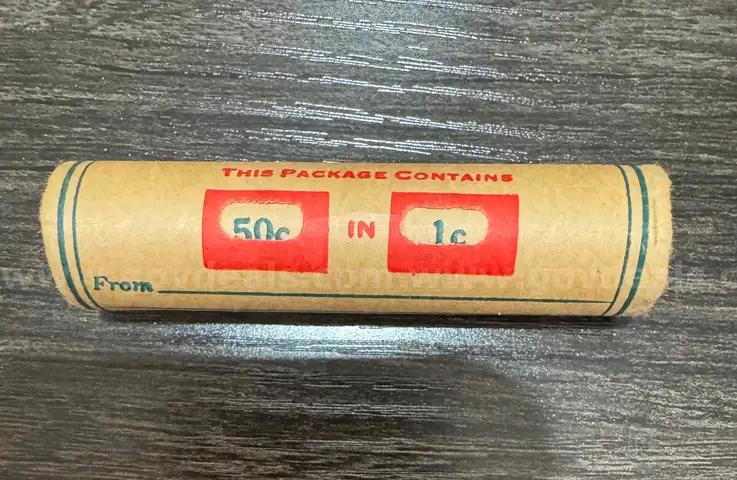 THIS PACKAGE CONTAINS
50c IN 1c
From